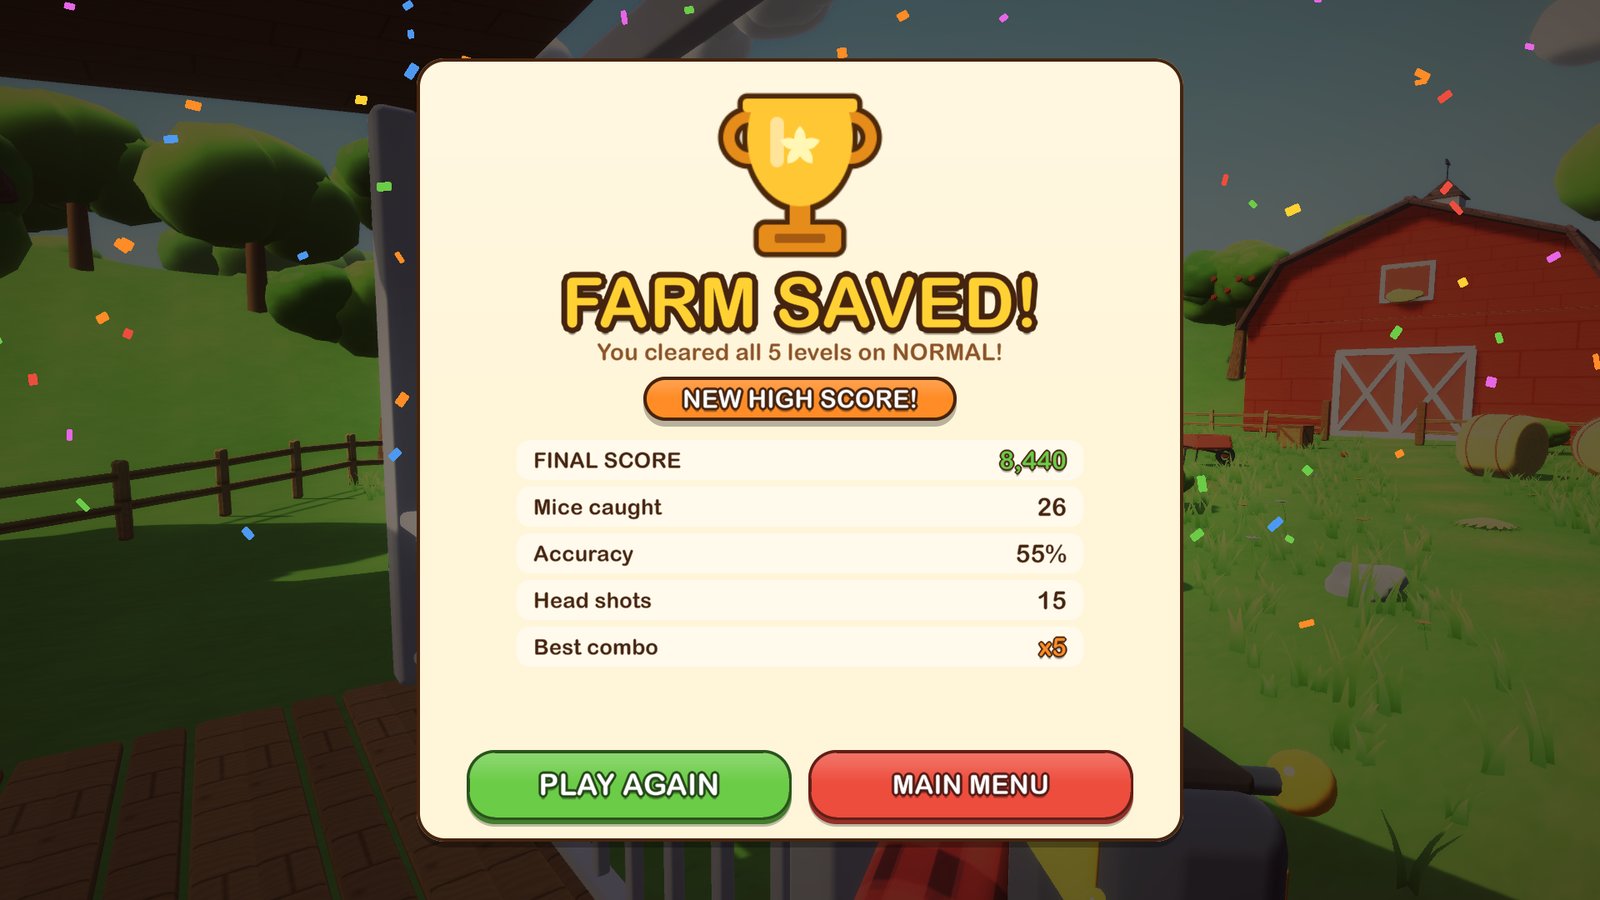 FARM SAVED!
You cleared all 5 levels on NORMAL!
NEW HIGH SCORE!
FINAL SCORE 8,440
Mice caught 26
Accuracy 55%
Head shots 15
Best combo x5
PLAY AGAIN MAIN MENU